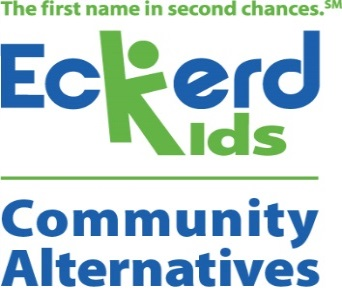 The first name in second chances.℠
Eckerd
Kids
Community
Alternatives